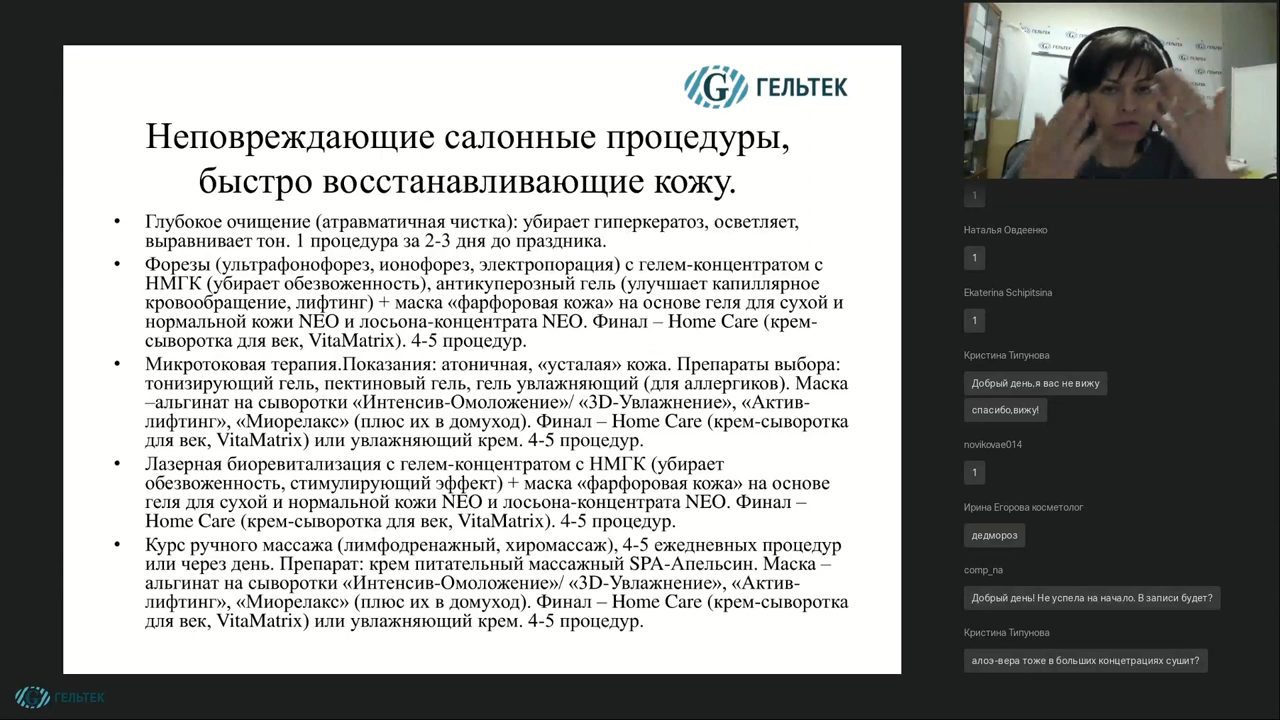 ГЕЛЬТЕК
Неповреждающие салонные процедуры,
быстро восстанавливающие кожу.
• Глубокое очищение (атравматичная чистка): убирает гиперкератоз, осветляет,
выравнивает тон. 1 процедура за 2-3 дня до праздника.
• Форезы (ультрафонофорез, ионофорез, электропорация) с гелем-концентратом с
НМГК (убирает обезвоженность), антикуперозный гель (улучшает капиллярное
кровообращение, лифтинг) + маска «фарфоровая кожа» на основе геля для сухой и
нормальной кожи NEO и лосьона-концентрата NEO. Финал – Home Care (крем-
сыворотка для век, VitaMatrix). 4-5 процедур.
• Микротоковая терапия.Показания: атоничная, «усталая» кожа. Препараты выбора:
тонизирующий гель, пектиновый гель, гель увлажняющий (для аллергиков). Маска
–альгинат на сыворотки «Интенсив-Омоложение»/ «3D-Увлажнение», «Актив-
лифтинг», «Миорелакс» (плюс их в домуход). Финал – Home Care (крем-сыворотка
для век, VitaMatrix) или увлажняющий крем. 4-5 процедур.
• Лазерная биоревитализация с гелем-концентратом с НМГК (убирает
обезвоженность, стимулирующий эффект) + маска «фарфоровая кожа» на основе
геля для сухой и нормальной кожи NEO и лосьона-концентрата NEO. Финал –
Home Care (крем-сыворотка для век, VitaMatrix). 4-5 процедур.
• Курс ручного массажа (лимфодренажный, хиромассаж), 4-5 ежедневных процедур
или через день. Препарат: крем питательный массажный SPA-Апельсин. Маска –
альгинат на сыворотки «Интенсив-Омоложение»/ «3D-Увлажнение», «Актив-
лифтинг», «Миорелакс» (плюс их в домуход). Финал – Home Care (крем-сыворотка
для век, VitaMatrix) или увлажняющий крем. 4-5 процедур.
ГЕЛЬТЕК
1
Наталья Овдеенко
1
Ekaterina Schipitsina
1
Кристина Типунова
Добрый день,я вас не вижу
спасибо,вижу!
novikovae014
1
Ирина Егорова косметолог
дедмороз
comp_na
Добрый день! Не успела на начало. В записи будет?
Кристина Типунова
алоэ-вера тоже в больших концетрациях сушит?